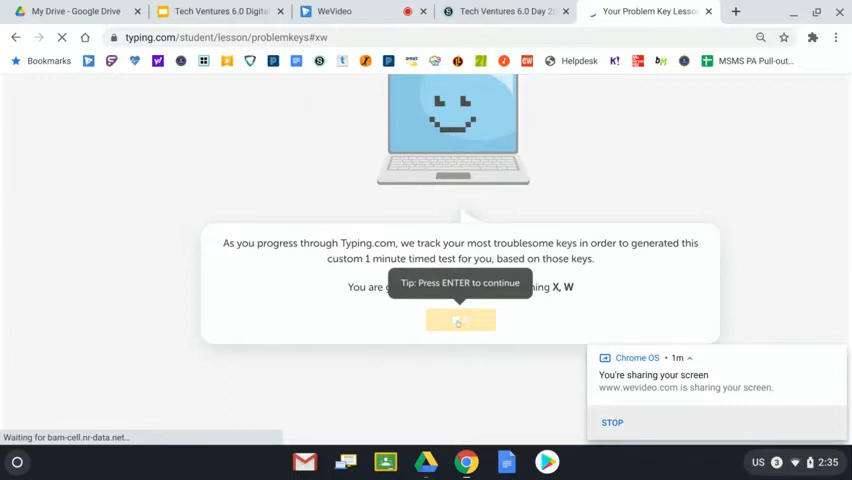 My Drive - Google Drive
Tech Ventures 6.0 Digital
WeVideo
Tech Ventures 6.0 Day 2
Your Problem Key Lesso
typing.com/student/lesson/problemkeys#xw
Bookmarks
Helpdesk
MSMS PA Pull-out...
As you progress through Typing.com, we track your most troublesome keys in order to generated this
custom 1 minute timed test for you, based on those keys.
Tip: Press ENTER to continue
You are
ning X, W
Chrome OS • 1m
You're sharing your screen
www.wevideo.com is sharing your screen.
STOP
Waiting for bam-cell.nr-data.net...
US 3 2:35